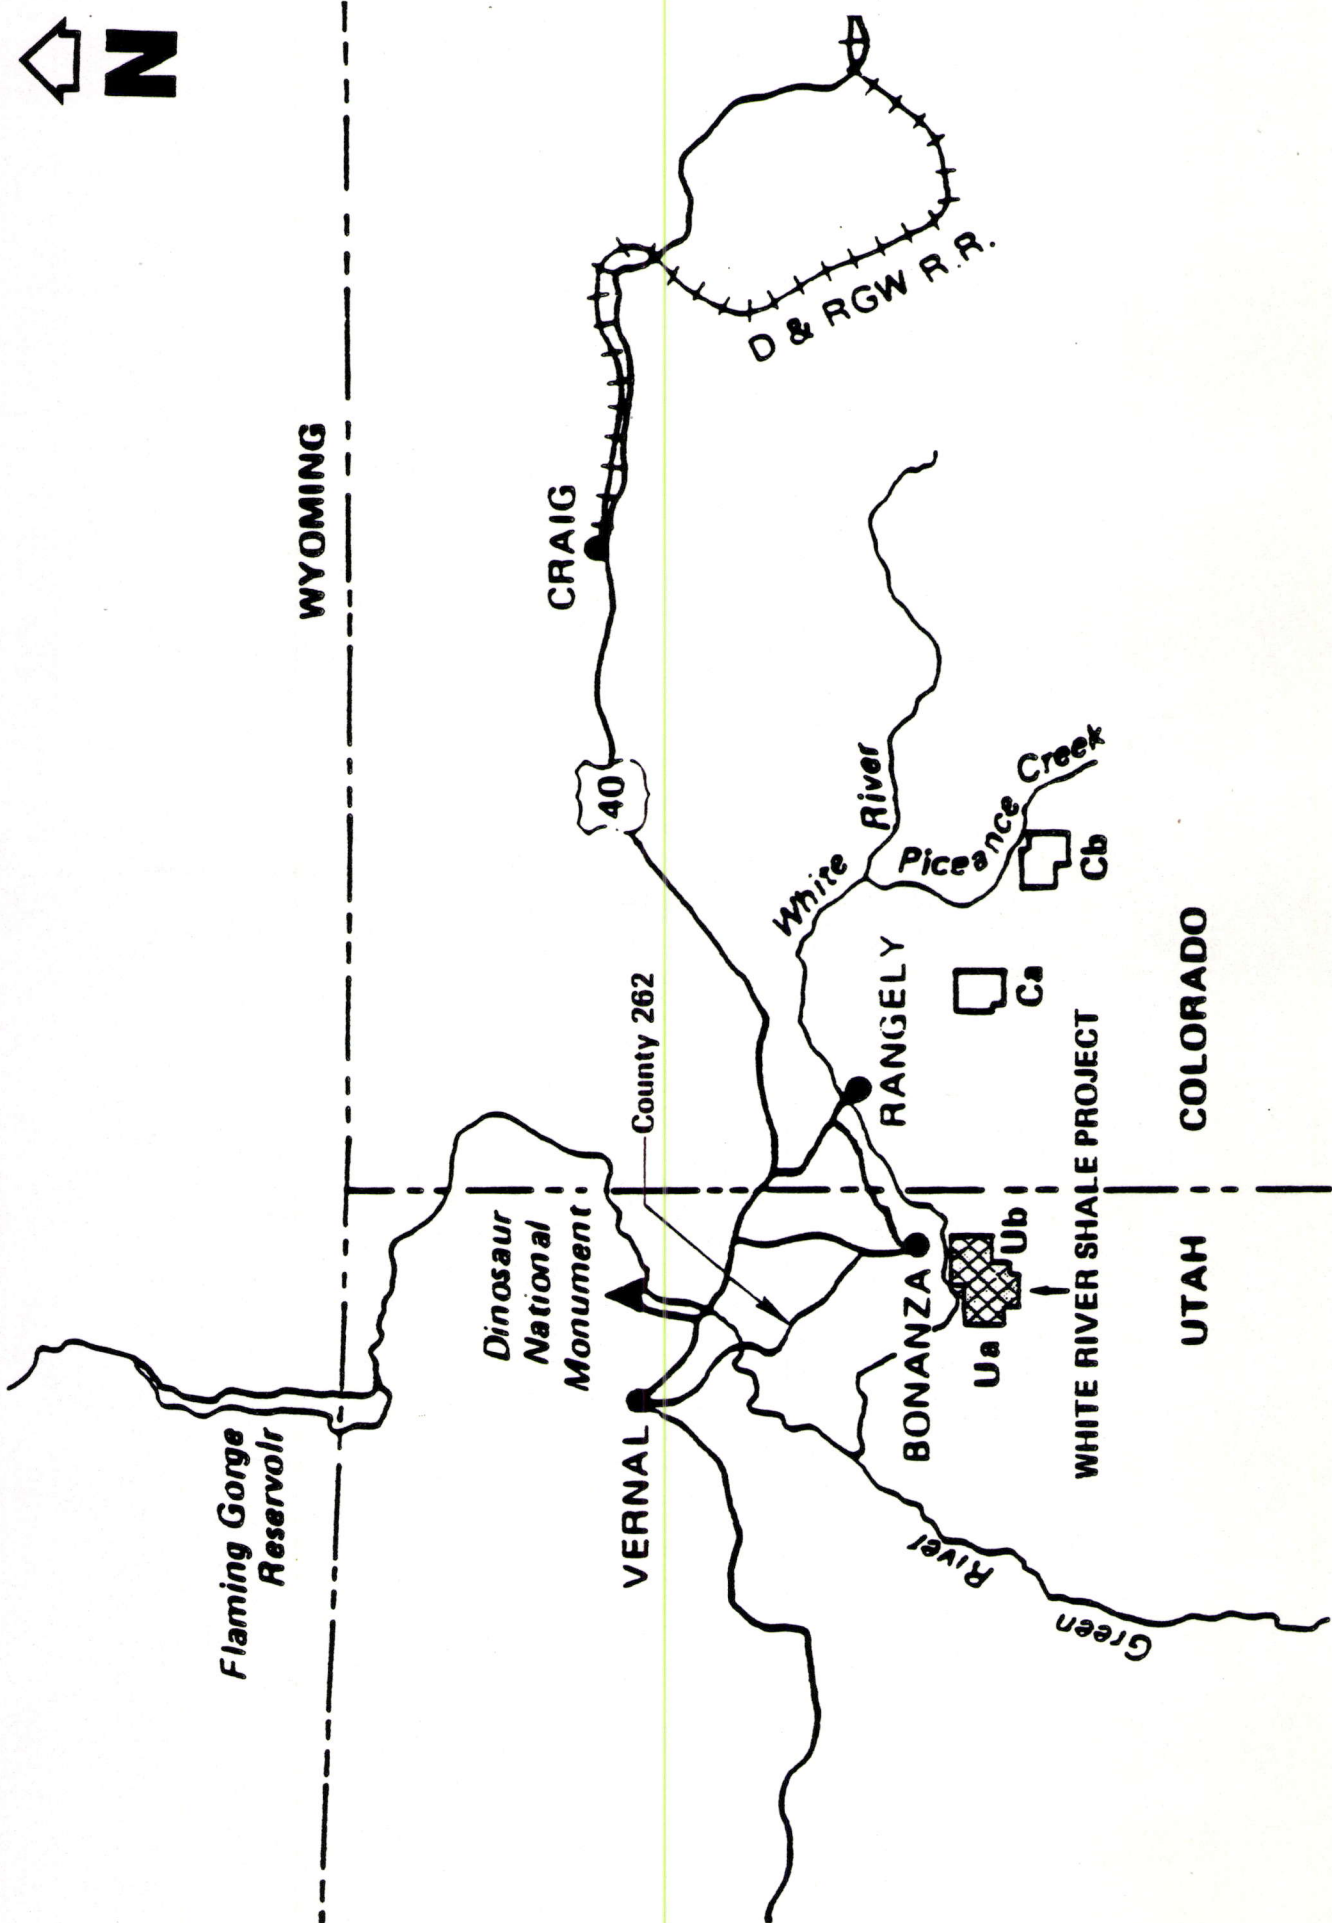 N
WYOMING
Flaming Gorge
Reservoir
Dinosaur
National
Monument
CRAIG
40
County 262
VERNAL
D & RGW R.R.
White River
RANGELY
Piceance Creek
BONANZA
Green River
Ca
Cb
Ua
Ub
WHITE RIVER SHALE PROJECT
UTAH
COLORADO